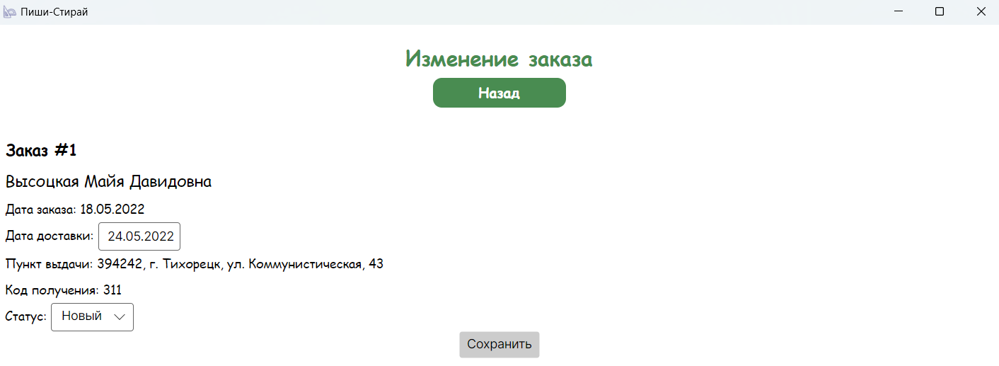 Пиши-Стирай
Изменение заказа
Назад
Заказ #1
Высоцкая Майя Давидовна
Дата заказа: 18.05.2022
Дата доставки: 24.05.2022
Пункт выдачи: 394242, г. Тихорецк, ул. Коммунистическая, 43
Код получения: 311
Статус: Новый
Сохранить